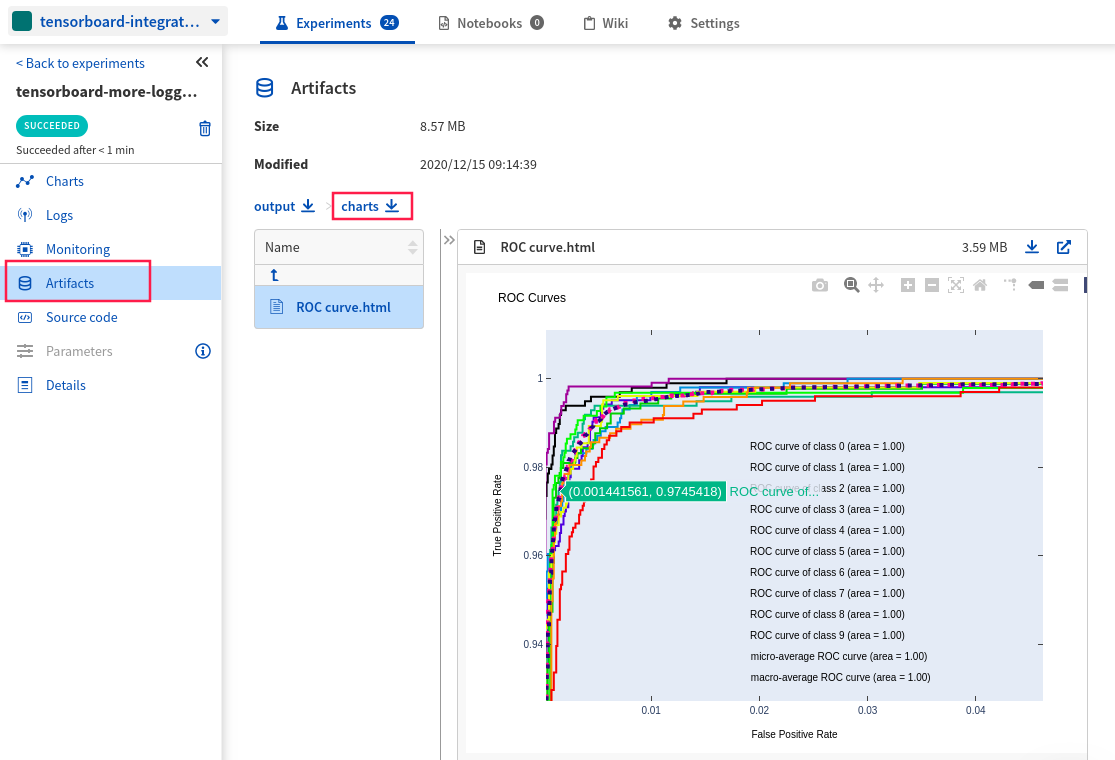 tensorboard-integrat...
Experiments 24
Notebooks 0
Wiki
Settings
< Back to experiments
tensorboard-more-logg...
SUCCEEDED
Succeeded after < 1 min
Charts
Logs
Monitoring
Artifacts
Source code
Parameters
Details
Artifacts
Size 8.57 MB
Modified 2020/12/15 09:14:39
output > charts
Name
ROC curve.html
ROC curve.html 3.59 MB
ROC Curves
1
0.98
0.96
0.94
True Positive Rate
ROC curve of class 0 (area = 1.00)
ROC curve of class 1 (area = 1.00)
ROC curve of class 2 (area = 1.00)
(0.001441561, 0.9745418) ROC curve of...
ROC curve of class 3 (area = 1.00)
ROC curve of class 4 (area = 1.00)
ROC curve of class 5 (area = 1.00)
ROC curve of class 6 (area = 1.00)
ROC curve of class 7 (area = 1.00)
ROC curve of class 8 (area = 1.00)
ROC curve of class 9 (area = 1.00)
micro-average ROC curve (area = 1.00)
macro-average ROC curve (area = 1.00)
0.01
0.02
0.03
0.04
False Positive Rate